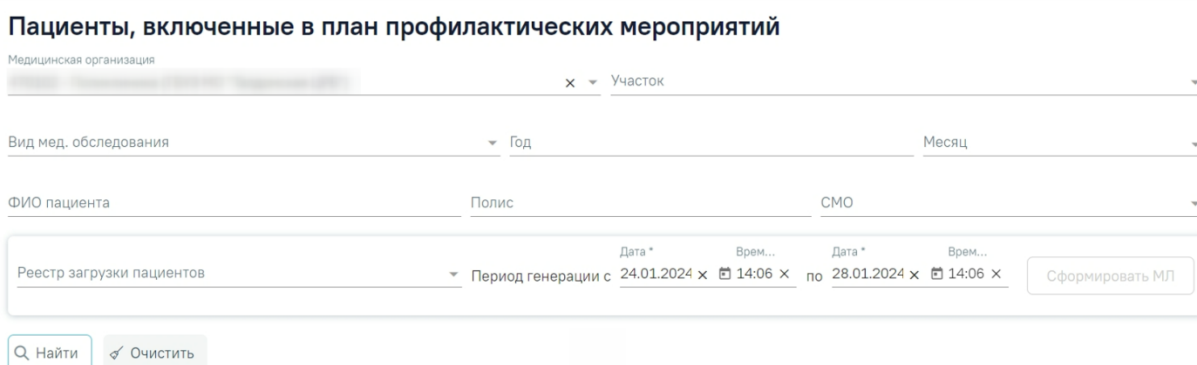 Пациенты, включенные в план профилактических мероприятий
Медицинская организация
Участок
Вид мед. обследования Год Месяц
ФИО пациента Полис СМО
Дата * Врем... Дата * Врем...
Реестр загрузки пациентов Период генерации с 24.01.2024 14:06 по 28.01.2024 14:06 Сформировать МЛ
Найти Очистить